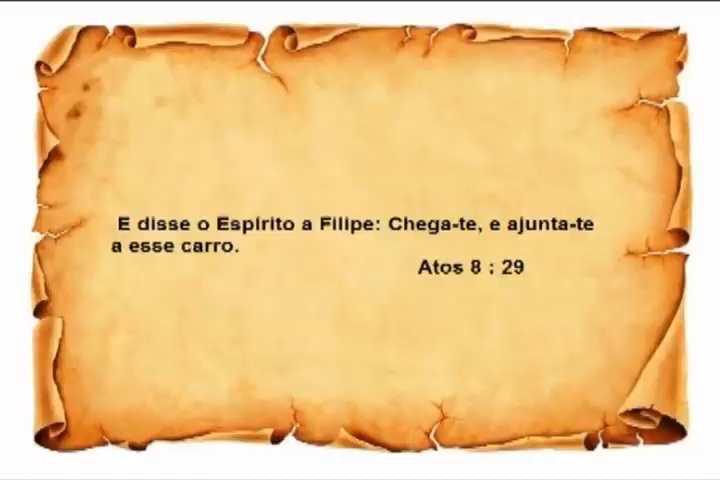 E disse o Espírito a Filipe: Chega-te, e ajunta-te
a esse carro.
Atos 8 : 29